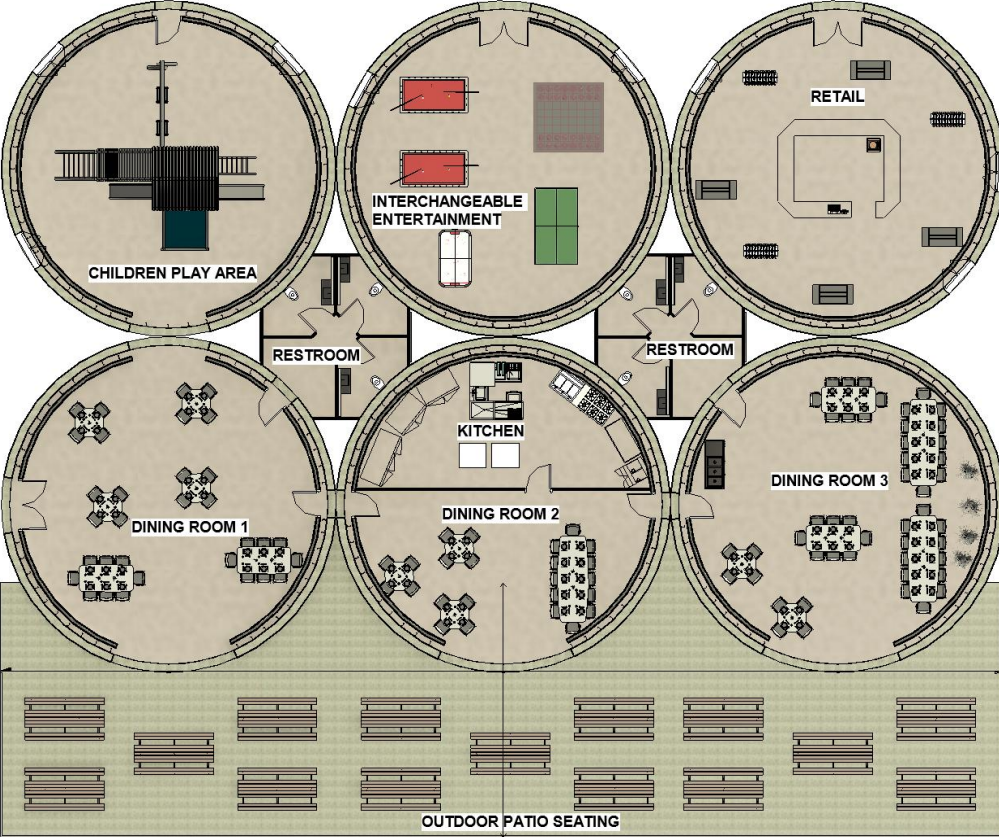 RETAIL
INTERCHANGEABLE
ENTERTAINMENT
CHILDREN PLAY AREA
RESTROOM
RESTROOM
KITCHEN
DINING ROOM 3
DINING ROOM 2
DINING ROOM 1
OUTDOOR PATIO SEATING